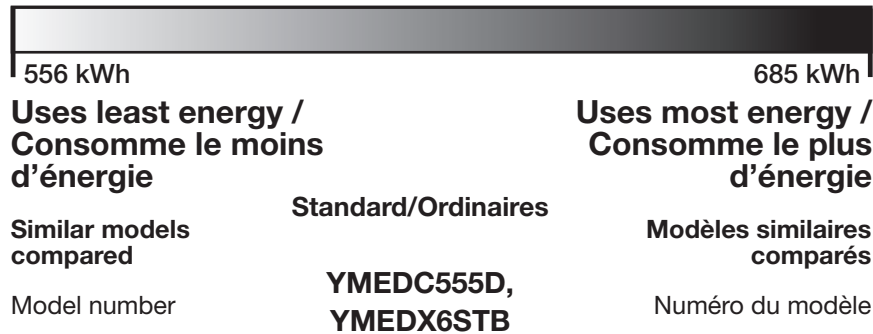 556 kWh
685 kWh
Uses least energy /
Consomme le moins
d'énergie
Uses most energy /
Consomme le plus
d'énergie
Standard/Ordinaires
Similar models
compared
Modèles similaires
comparés
YMEDC555D,
YMEDX6STB
Model number
Numéro du modèle